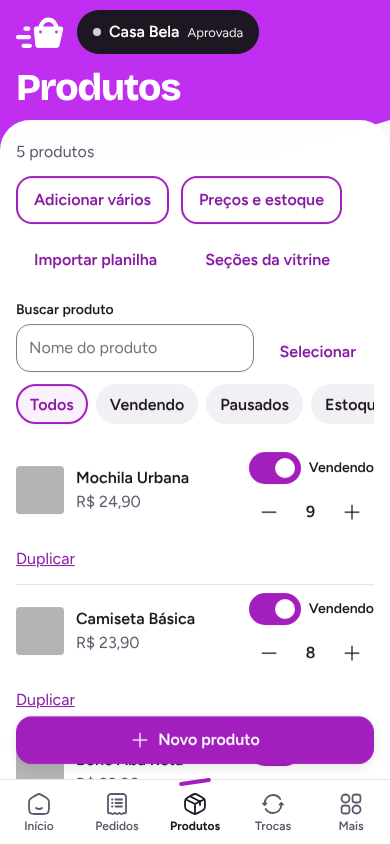 Casa Bela Aprovada
Produtos
5 produtos
Adicionar vários
Preços e estoque
Importar planilha
Seções da vitrine
Buscar produto
Nome do produto
Selecionar
Todos
Vendendo
Pausados
Estoqu
Mochila Urbana
R$ 24,90
Vendendo
9
Duplicar
Camiseta Básica
R$ 23,90
Vendendo
8
Duplicar
Novo produto
Início
Pedidos
Produtos
Trocas
Mais